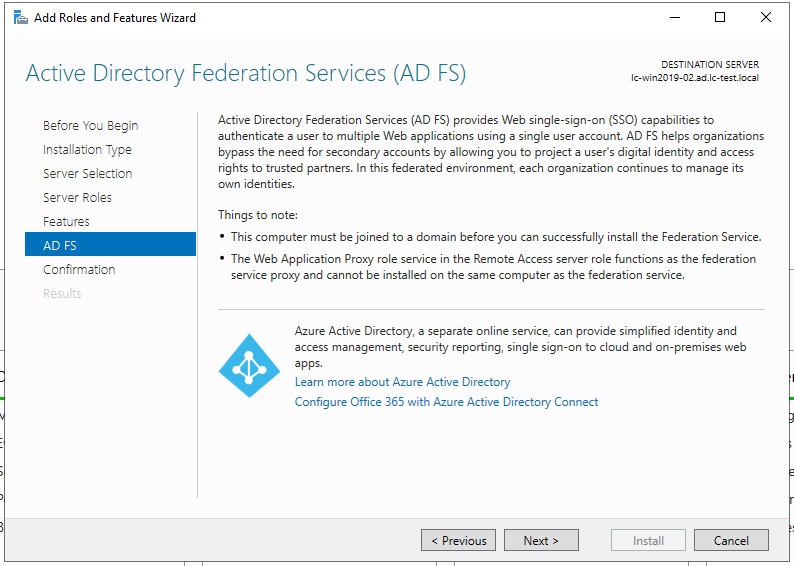 Add Roles and Features Wizard
Active Directory Federation Services (AD FS)
DESTINATION SERVER
lc-win2019-02.ad.lc-test.local
Before You Begin
Installation Type
Server Selection
Server Roles
Features
AD FS
Confirmation
Results
Active Directory Federation Services (AD FS) provides Web single-sign-on (SSO) capabilities to
authenticate a user to multiple Web applications using a single user account. AD FS helps organizations
bypass the need for secondary accounts by allowing you to project a user's digital identity and access
rights to trusted partners. In this federated environment, each organization continues to manage its
own identities.
Things to note:
• This computer must be joined to a domain before you can successfully install the Federation Service.
• The Web Application Proxy role service in the Remote Access server role functions as the federation
service proxy and cannot be installed on the same computer as the federation service.
Azure Active Directory, a separate online service, can provide simplified identity and
access management, security reporting, single sign-on to cloud and on-premises web
apps.
Learn more about Azure Active Directory
Configure Office 365 with Azure Active Directory Connect
< Previous
Next >
Install
Cancel